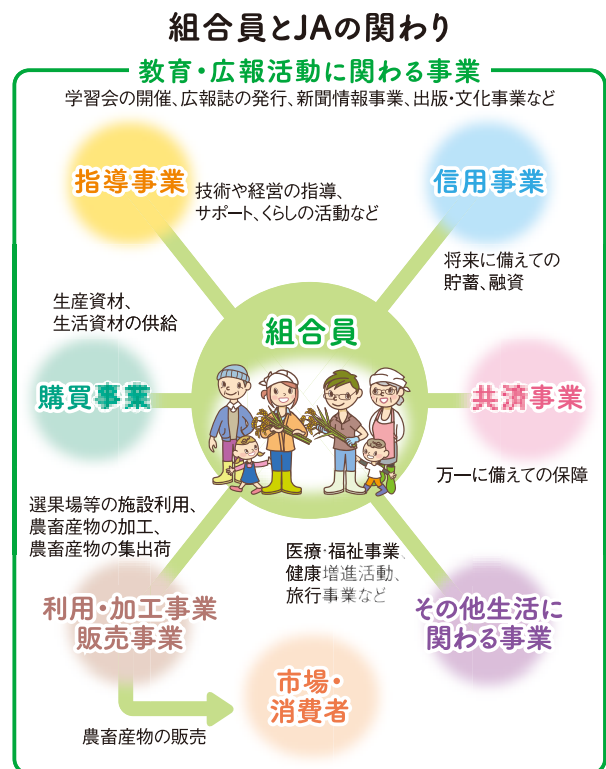 組合員とJAの関わり
教育・広報活動に関わる事業
学習会の開催、広報誌の発行、新聞情報事業、出版・文化事業など
指導事業
技術や経営の指導、
サポート、くらしの活動など
信用事業
将来に備えての
貯蓄、融資
組合員
生産資材、
生活資材の供給
購買事業
共済事業
万一に備えての保障
選果場等の施設利用、
農畜産物の加工、
農畜産物の集出荷
利用・加工事業
販売事業
医療・福祉事業、
健康増進活動、
旅行事業など
その他生活に
関わる事業
市場・
消費者
農畜産物の販売